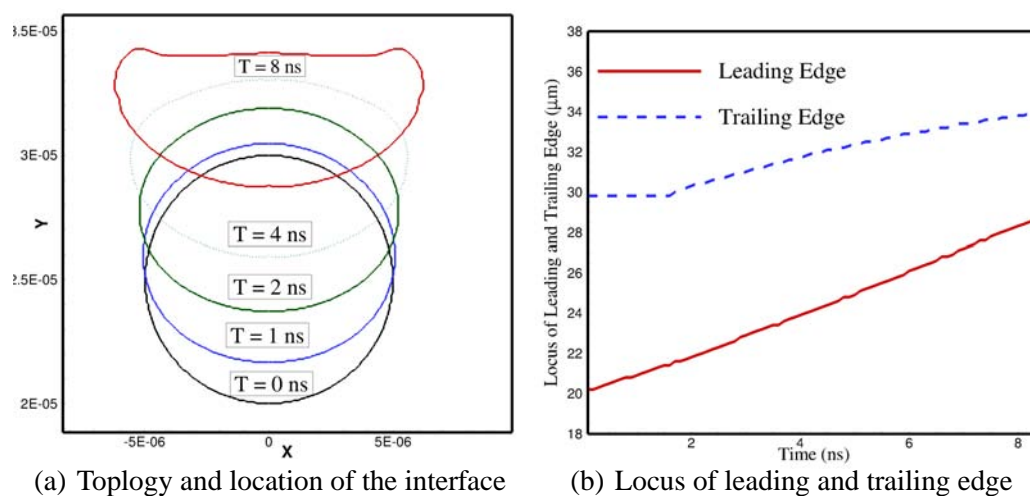 3.5E-05
3E-05
2.5E-05
2E-05
Y
T = 8 ns
T = 4 ns
T = 2 ns
T = 1 ns
T = 0 ns
-5E-06
0
5E-06
X
(a) Toplogy and location of the interface
Locus of Leading and Trailing Edge (μm)
38
36
34
32
30
28
26
24
22
20
18
Leading Edge
Trailing Edge
2
4
6
8
Time (ns)
(b) Locus of leading and trailing edge